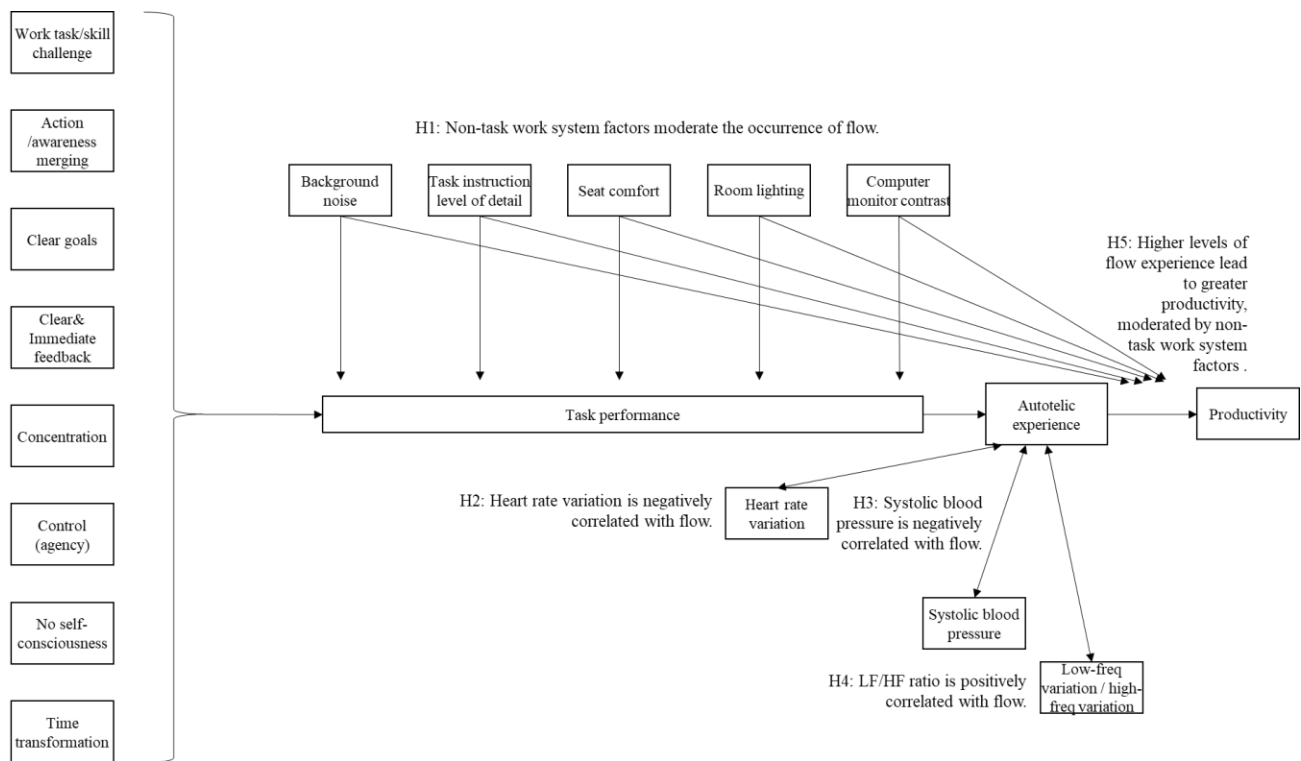 Work task/skill
challenge
Action
/awareness
merging
Clear goals
Clear&
Immediate
feedback
Concentration
Control
(agency)
No self-
consciousness
Time
transformation
H1: Non-task work system factors moderate the occurrence of flow.
Background
noise
Task instruction
level of detail
Seat comfort
Room lighting
Computer
monitor contrast
H5: Higher levels
of flow experience lead
to greater
productivity,
moderated by non-
task work system
factors .
Task performance
Autotelic
experience
Productivity
H2: Heart rate variation is negatively
correlated with flow.
Heart rate
variation
H3: Systolic blood
pressure is negatively
correlated with flow.
Systolic blood
pressure
H4: LF/HF ratio is positively
correlated with flow.
Low-freq
variation / high-
freq variation